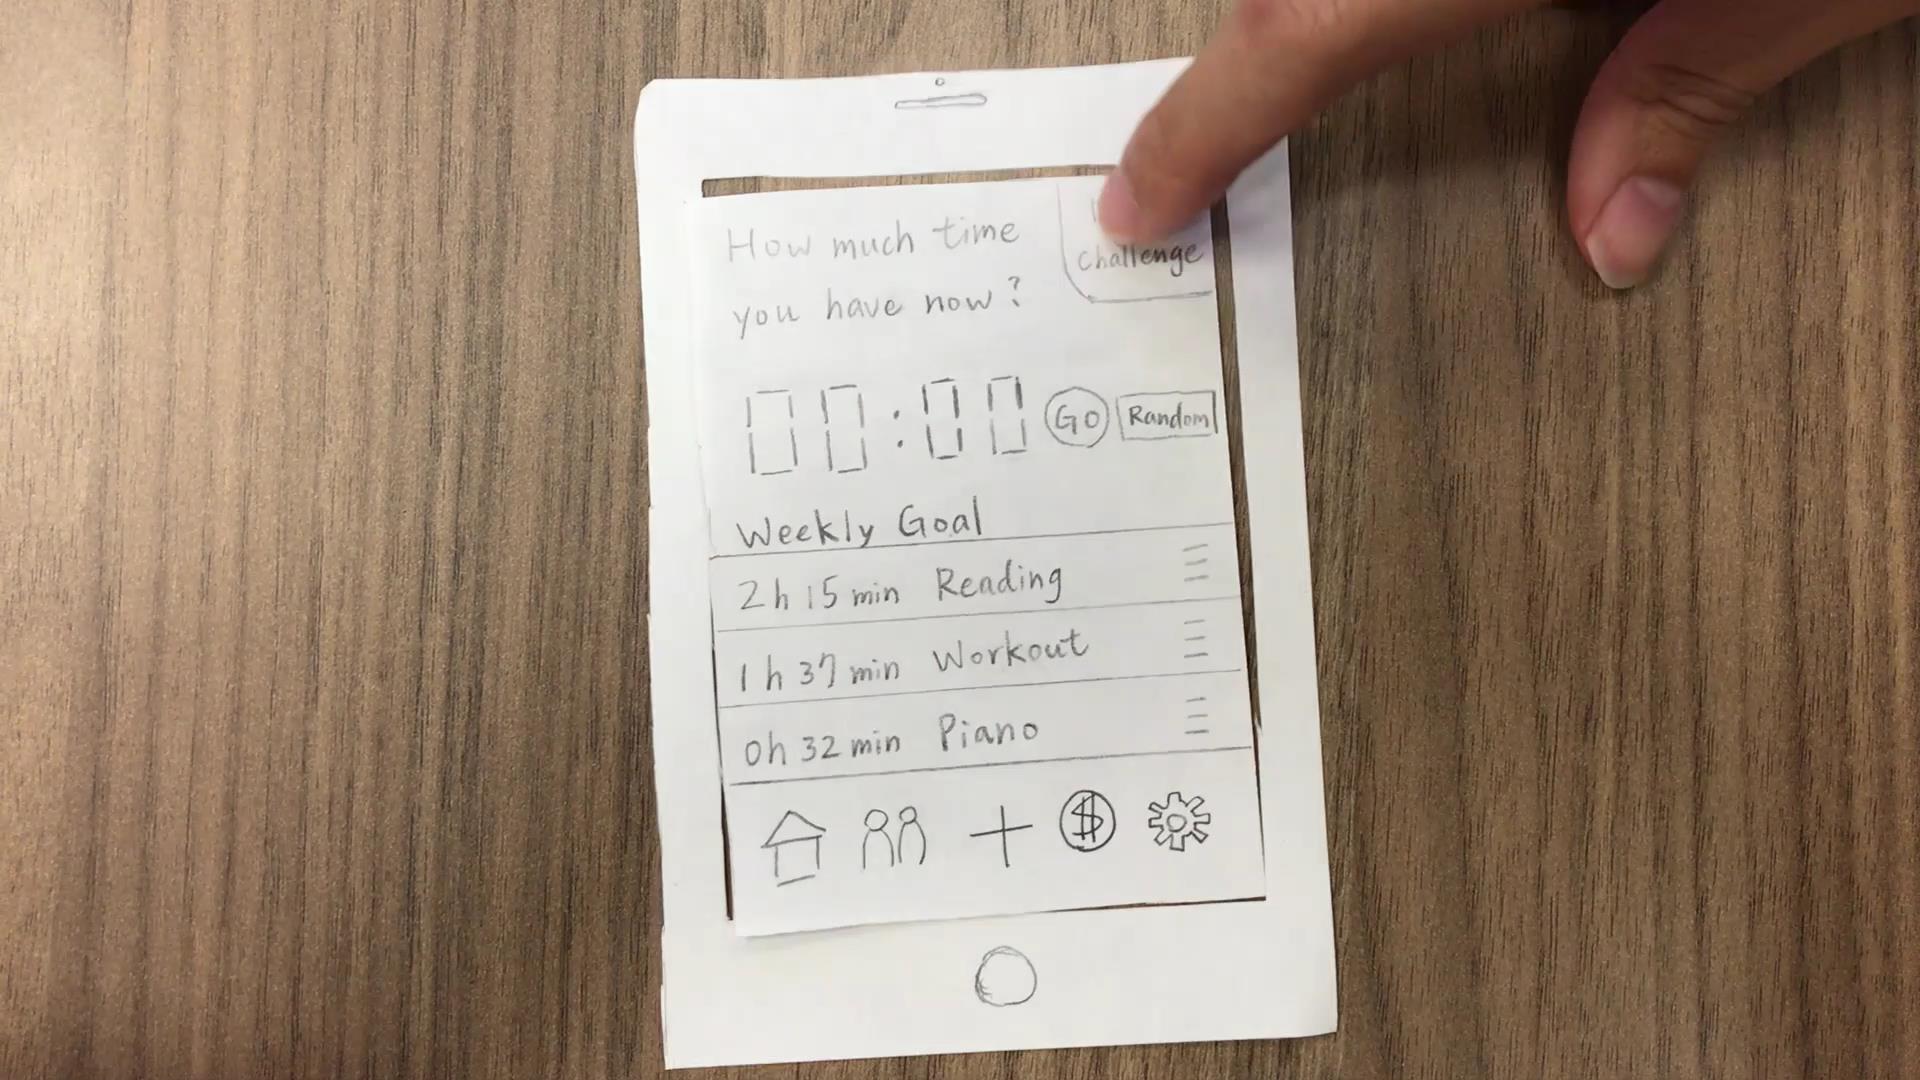 How much time
you have now?
challenge
00:00 GO Random
Weekly Goal
2h 15 min Reading
1h 37 min Workout
0h 32 min Piano
$